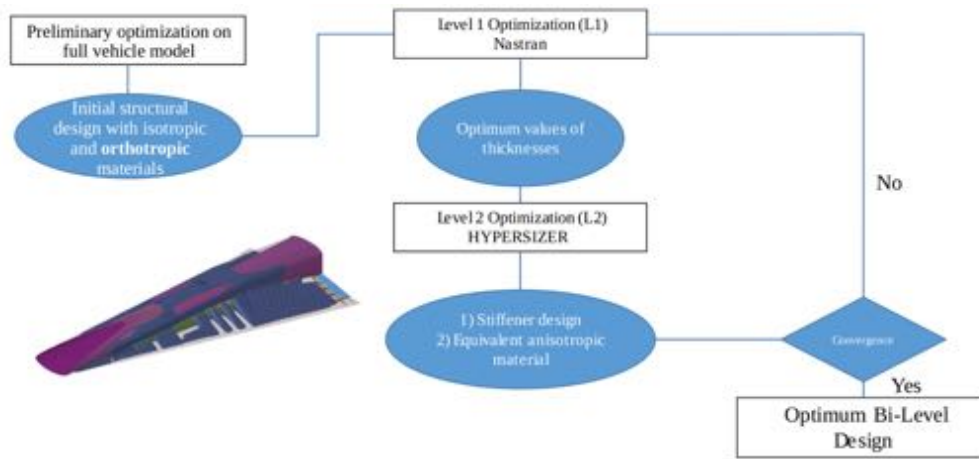 Preliminary optimization on
full vehicle model
Initial structural
design with isotropic
and orthotropic
materials
Level 1 Optimization (L1)
Nastran
Optimum values of
thicknesses
Level 2 Optimization (L2)
HYPERSIZER
1) Stiffener design
2) Equivalent anisotropic
material
No
Convergence
Yes
Optimum Bi-Level
Design